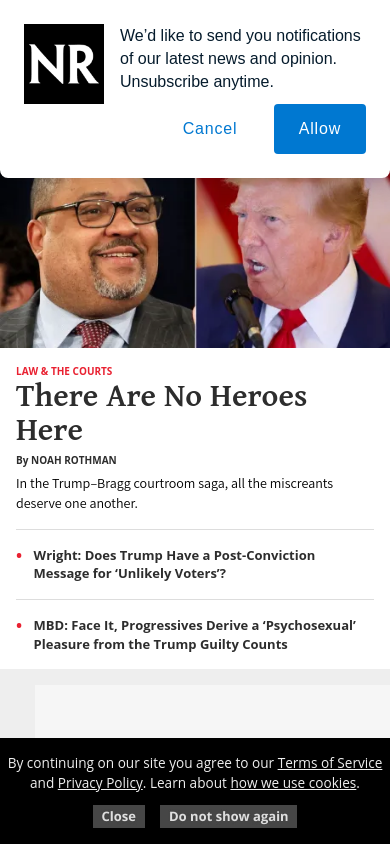 NR
We’d like to send you notifications
of our latest news and opinion.
Unsubscribe anytime.
Cancel
Allow
LAW & THE COURTS
There Are No Heroes
Here
By NOAH ROTHMAN
In the Trump–Bragg courtroom saga, all the miscreants
deserve one another.
• Wright: Does Trump Have a Post-Conviction
Message for ‘Unlikely Voters’?
• MBD: Face It, Progressives Derive a ‘Psychosexual’
Pleasure from the Trump Guilty Counts
By continuing on our site you agree to our Terms of Service
and Privacy Policy. Learn about how we use cookies.
Close
Do not show again